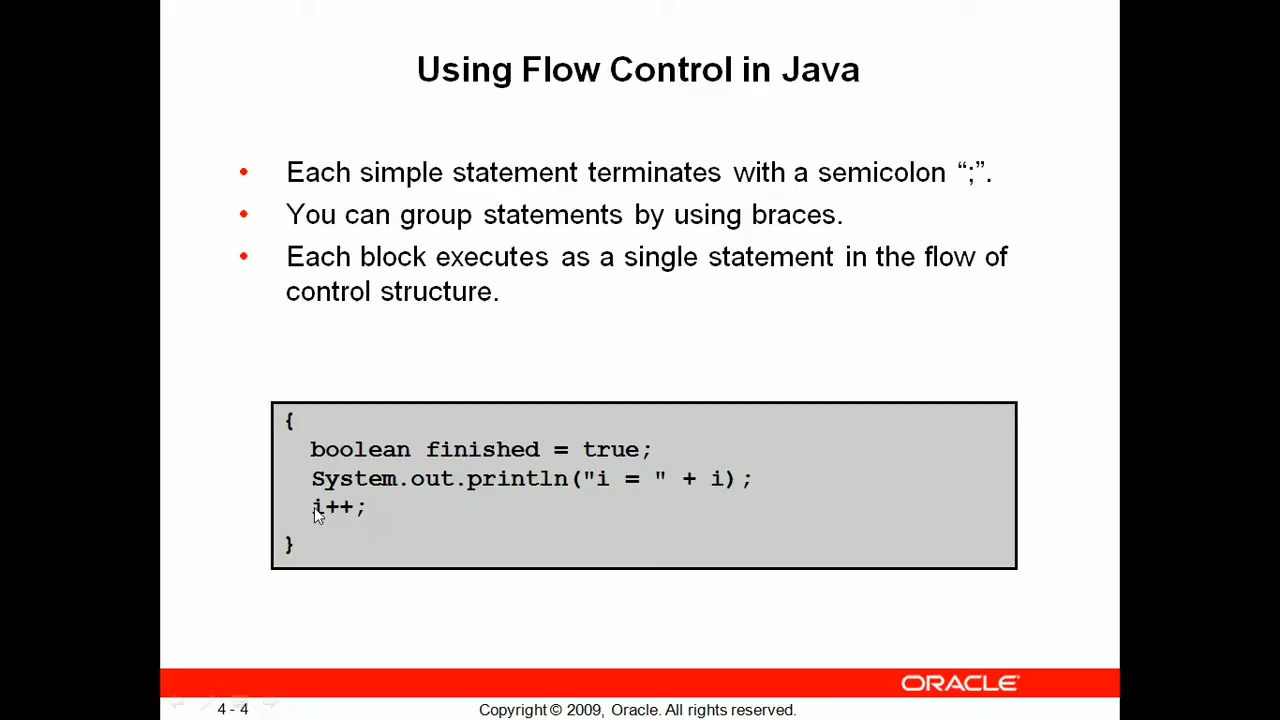 Using Flow Control in Java
• Each simple statement terminates with a semicolon “;”.
• You can group statements by using braces.
• Each block executes as a single statement in the flow of
control structure.
{
boolean finished = true;
System.out.println("i = " + i);
i++;
}
ORACLE
4 - 4
Copyright © 2009, Oracle. All rights reserved.